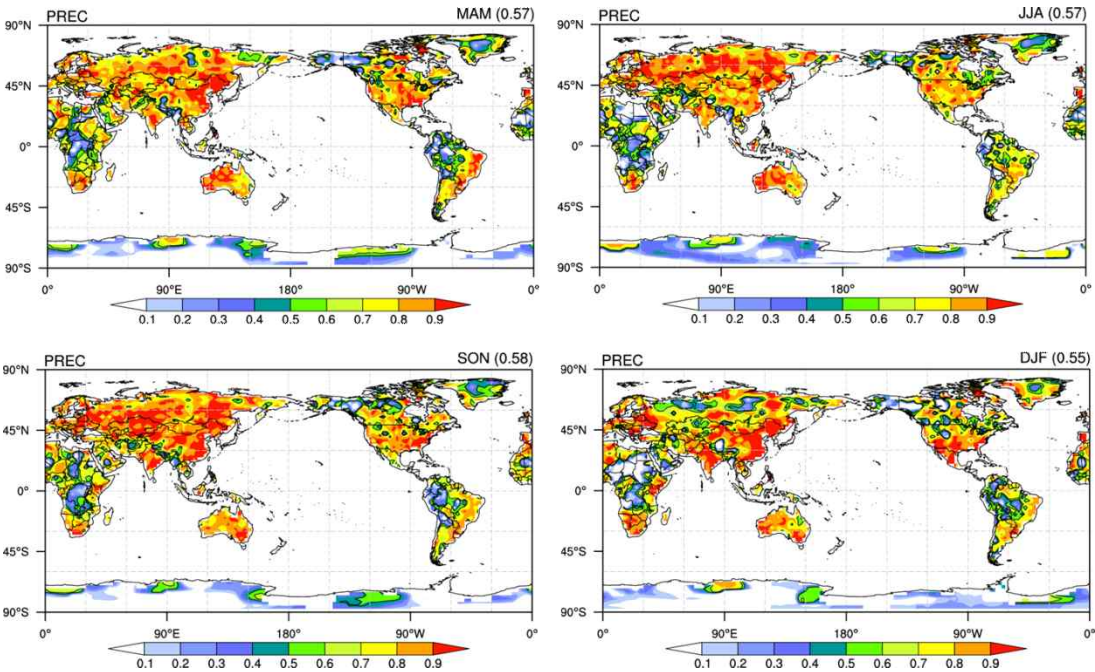 PREC MAM (0.57)
90°N
45°N
0°
45°S
90°S
0° 90°E 180° 90°W 0°
0.1 0.2 0.3 0.4 0.5 0.6 0.7 0.8 0.9
PREC JJA (0.57)
90°N
45°N
0°
45°S
90°S
0° 90°E 180° 90°W 0°
0.1 0.2 0.3 0.4 0.5 0.6 0.7 0.8 0.9
PREC SON (0.58)
90°N
45°N
0°
45°S
90°S
0° 90°E 180° 90°W 0°
0.1 0.2 0.3 0.4 0.5 0.6 0.7 0.8 0.9
PREC DJF (0.55)
90°N
45°N
0°
45°S
90°S
0° 90°E 180° 90°W 0°
0.1 0.2 0.3 0.4 0.5 0.6 0.7 0.8 0.9